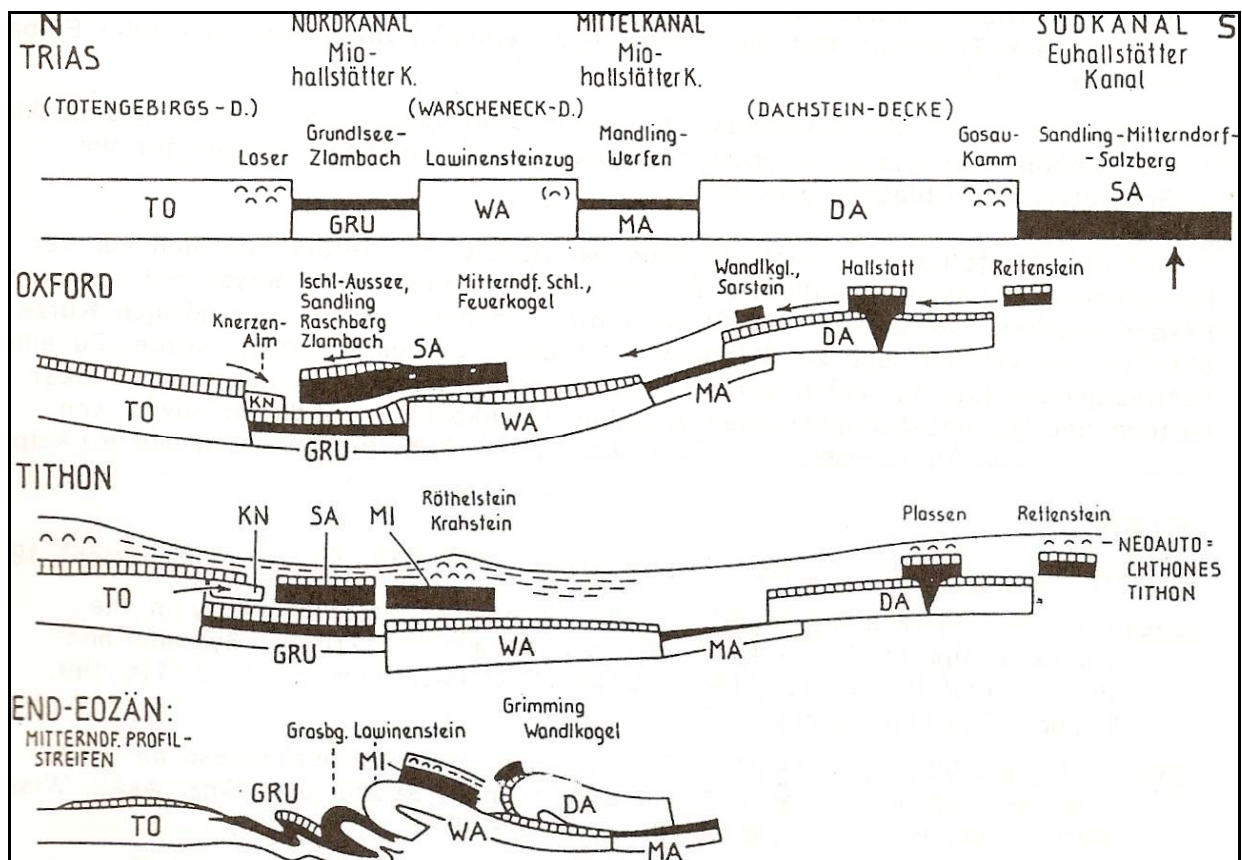 N
NORDKANAL
MITTELKANAL
SÜDKANAL
S
TRIAS
Mio-
hallstätter K.
Mio-
hallstätter K.
Euhallstätter
Kanal
(TOTENGEBIRGS-D.)
(WARSCHENECK-D.)
(DACHSTEIN-DECKE)
Loser
Grundlsee-
Zlambach
Lawinensteinzug
Mandling-
Werfen
Gosau-
Kamm
Sandling-Mitterndorf-
-Salzberg
TO
GRU
WA
MA
DA
SA
OXFORD
Knerzen-
Alm
Ischl-Aussee,
Sandling
Raschberg
Zlambach
Mitterndf. Schl.,
Feuerkogel
Wandlkgl.,
Sarstein
Hallstatt
Rettenstein
SA
TO
KN
GRU
WA
MA
DA
TITHON
KN
SA
MI
Röthelstein
Krahstein
Plassen
Rettenstein
NEOAUTO=
CHTHONES
TITHON
TO
GRU
WA
MA
DA
END-EOZÄN:
MITTERNDF. PROFIL-
STREIFEN
Grasbg.
Lawinenstein
Grimming
Wandlkogel
TO
GRU
MI
WA
DA
MA